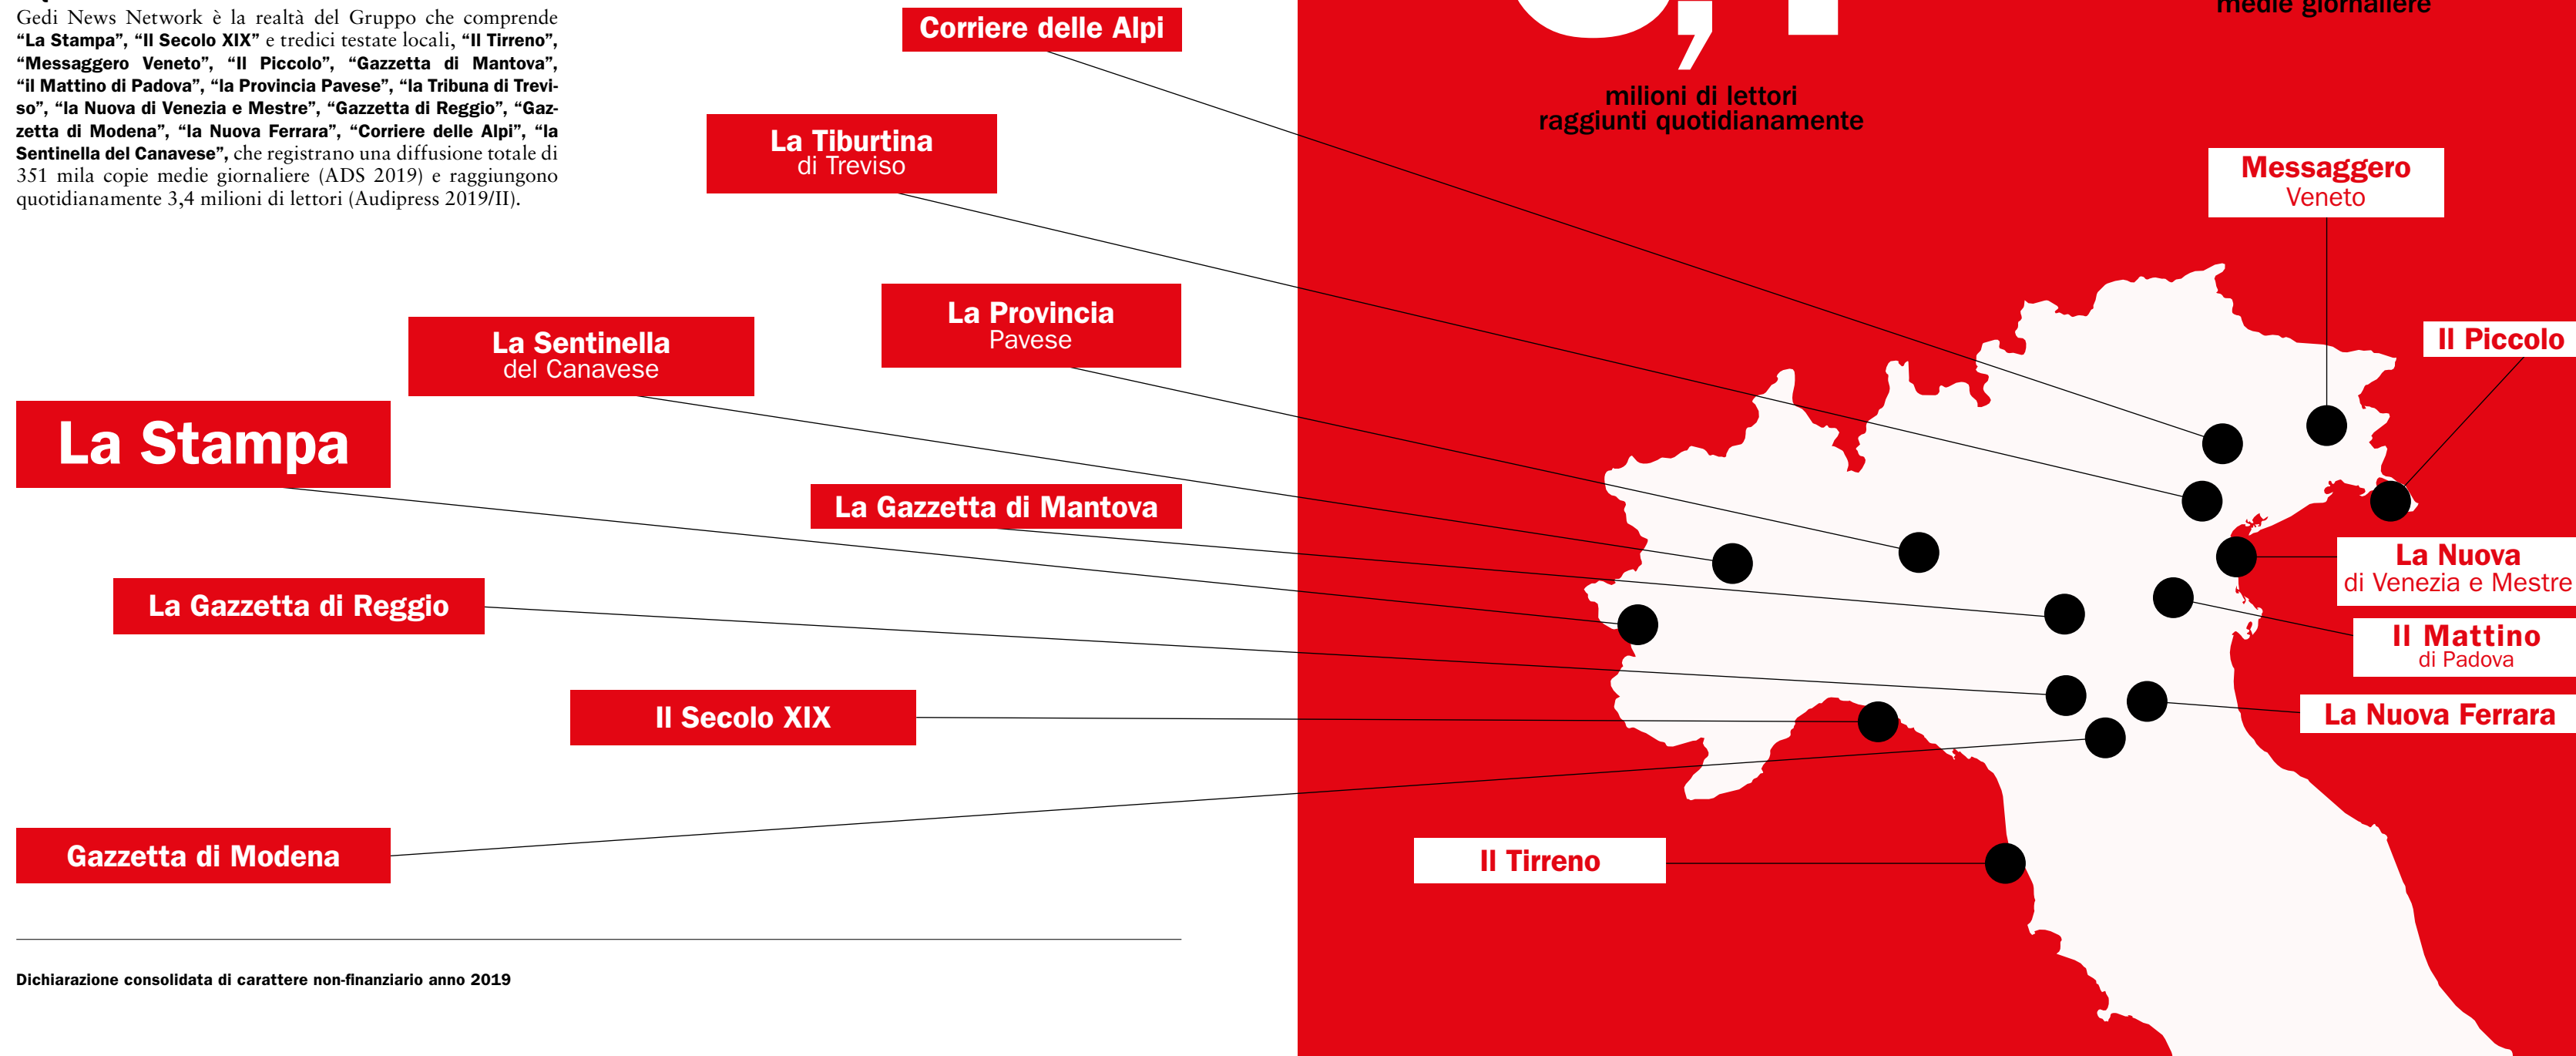 Gedi News Network è la realtà del Gruppo che comprende
“La Stampa”, “Il Secolo XIX” e tredici testate locali, “Il Tirreno”,
“Messaggero Veneto”, “Il Piccolo”, “Gazzetta di Mantova”,
“il Mattino di Padova”, “la Provincia Pavese”, “la Tribuna di Trevi-
so”, “la Nuova di Venezia e Mestre”, “Gazzetta di Reggio”, “Gaz-
zetta di Modena”, “la Nuova Ferrara”, “Corriere delle Alpi”, “la
Sentinella del Canavese”, che registrano una diffusione totale di
351 mila copie medie giornaliere (ADS 2019) e raggiungono
quotidianamente 3,4 milioni di lettori (Audipress 2019/II).
Corriere delle Alpi
La Tiburtina
di Treviso
La Provincia
Pavese
La Sentinella
del Canavese
La Stampa
La Gazzetta di Mantova
La Gazzetta di Reggio
Il Secolo XIX
Gazzetta di Modena
Dichiarazione consolidata di carattere non-finanziario anno 2019
medie giornaliere
milioni di lettori
raggiunti quotidianamente
Messaggero
Veneto
Il Piccolo
La Nuova
di Venezia e Mestre
Il Mattino
di Padova
La Nuova Ferrara
Il Tirreno